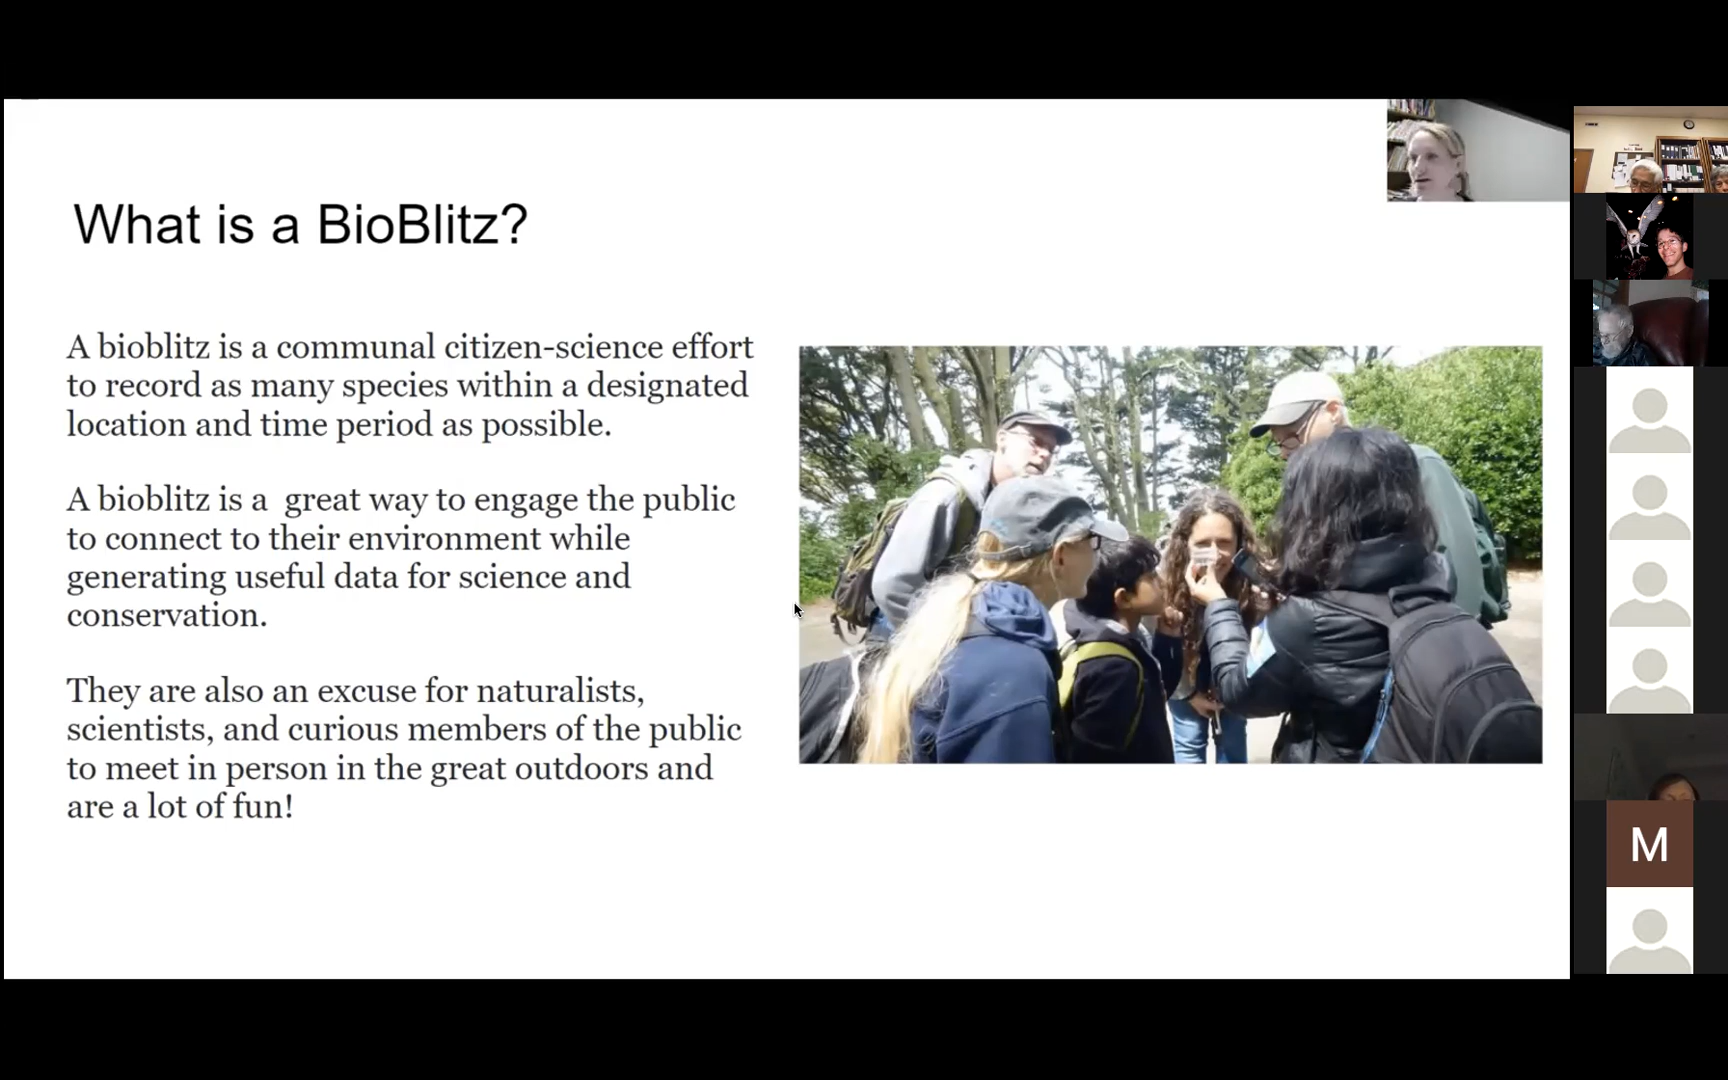 What is a BioBlitz?
A bioblitz is a communal citizen-science effort
to record as many species within a designated
location and time period as possible.
A bioblitz is a  great way to engage the public
to connect to their environment while
generating useful data for science and
conservation.
They are also an excuse for naturalists,
scientists, and curious members of the public
to meet in person in the great outdoors and
are a lot of fun!
M